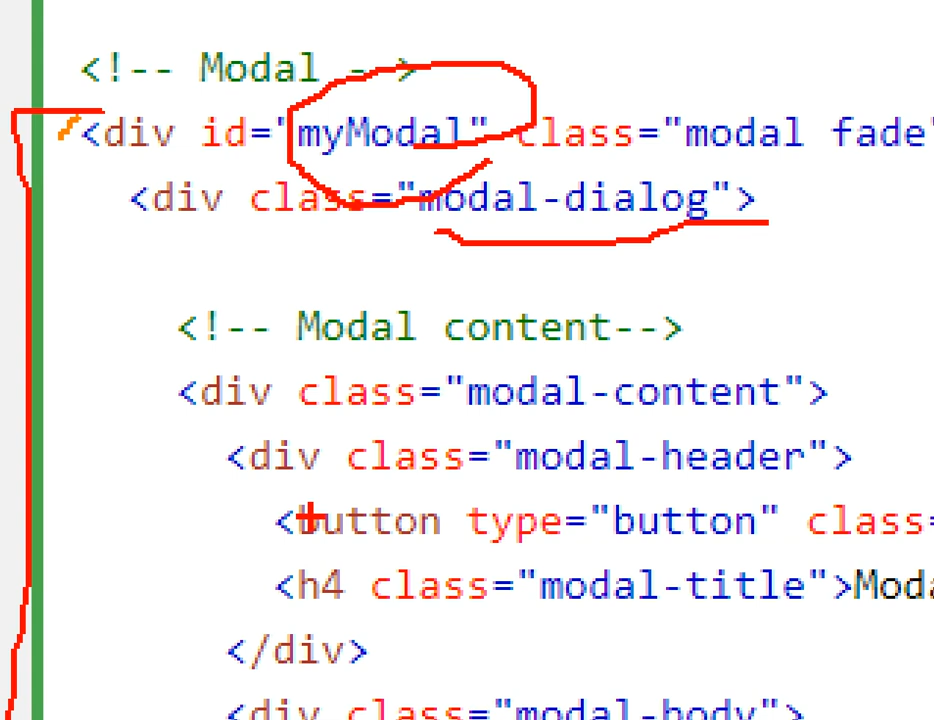 <!-- Modal -->
<div id="myModal" class="modal fade"
<div class="modal-dialog">
<!-- Modal content-->
<div class="modal-content">
<div class="modal-header">
<button type="button" class=
<h4 class="modal-title">Moda
</div>
<div class="modal-body">